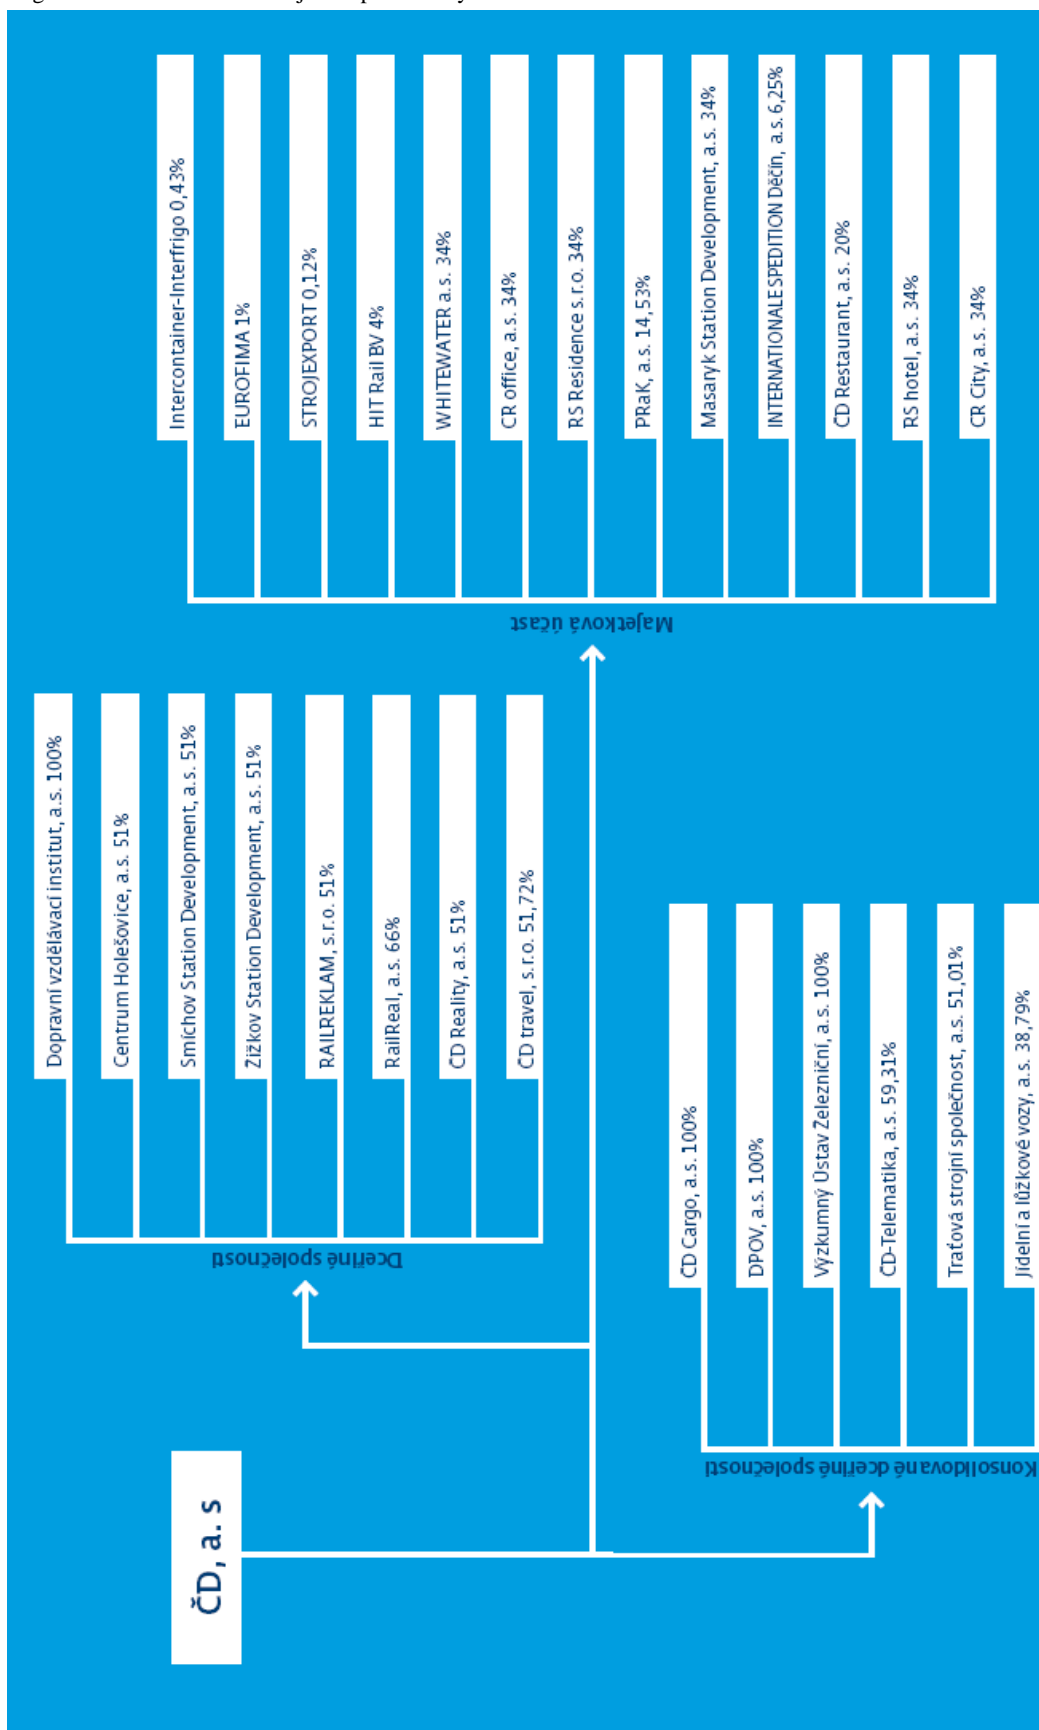 ČD, a. s
Dceřiné společnosti
Dopravní vzdělávací institut, a.s. 100%
Centrum Holešovice, a.s. 51%
Smíchov Station Development, a.s. 51%
Žižkov Station Development, a.s. 51%
RAILREKLAM, s.r.o. 51%
RailReal, a.s. 66%
ČD Reality, a.s. 51%
ČD travel, s.r.o. 51,72%
Majetková účast
Intercontainer-Interfrigo 0,43%
EUROFIMA 1%
STROJEXPORT 0,12%
HIT Rail BV 4%
WHITEWATER a.s. 34%
CR office, a.s. 34%
RS Residence s.r.o. 34%
PRaK, a.s. 14,53%
Masaryk Station Development, a.s. 34%
INTERNATIONALE SPEDITION Děčín, a.s. 6,25%
ČD Restaurant, a.s. 20%
RS hotel, a.s. 34%
CR City, a.s. 34%
Konsolidované dceřiné společnosti
ČD Cargo, a.s. 100%
DPOV, a.s. 100%
Výzkumný Ústav Železniční, a.s. 100%
ČD-Telematika, a.s. 59,31%
Traťová strojní společnost, a.s. 51,01%
Jídelní a lůžkové vozy, a.s. 38,79%